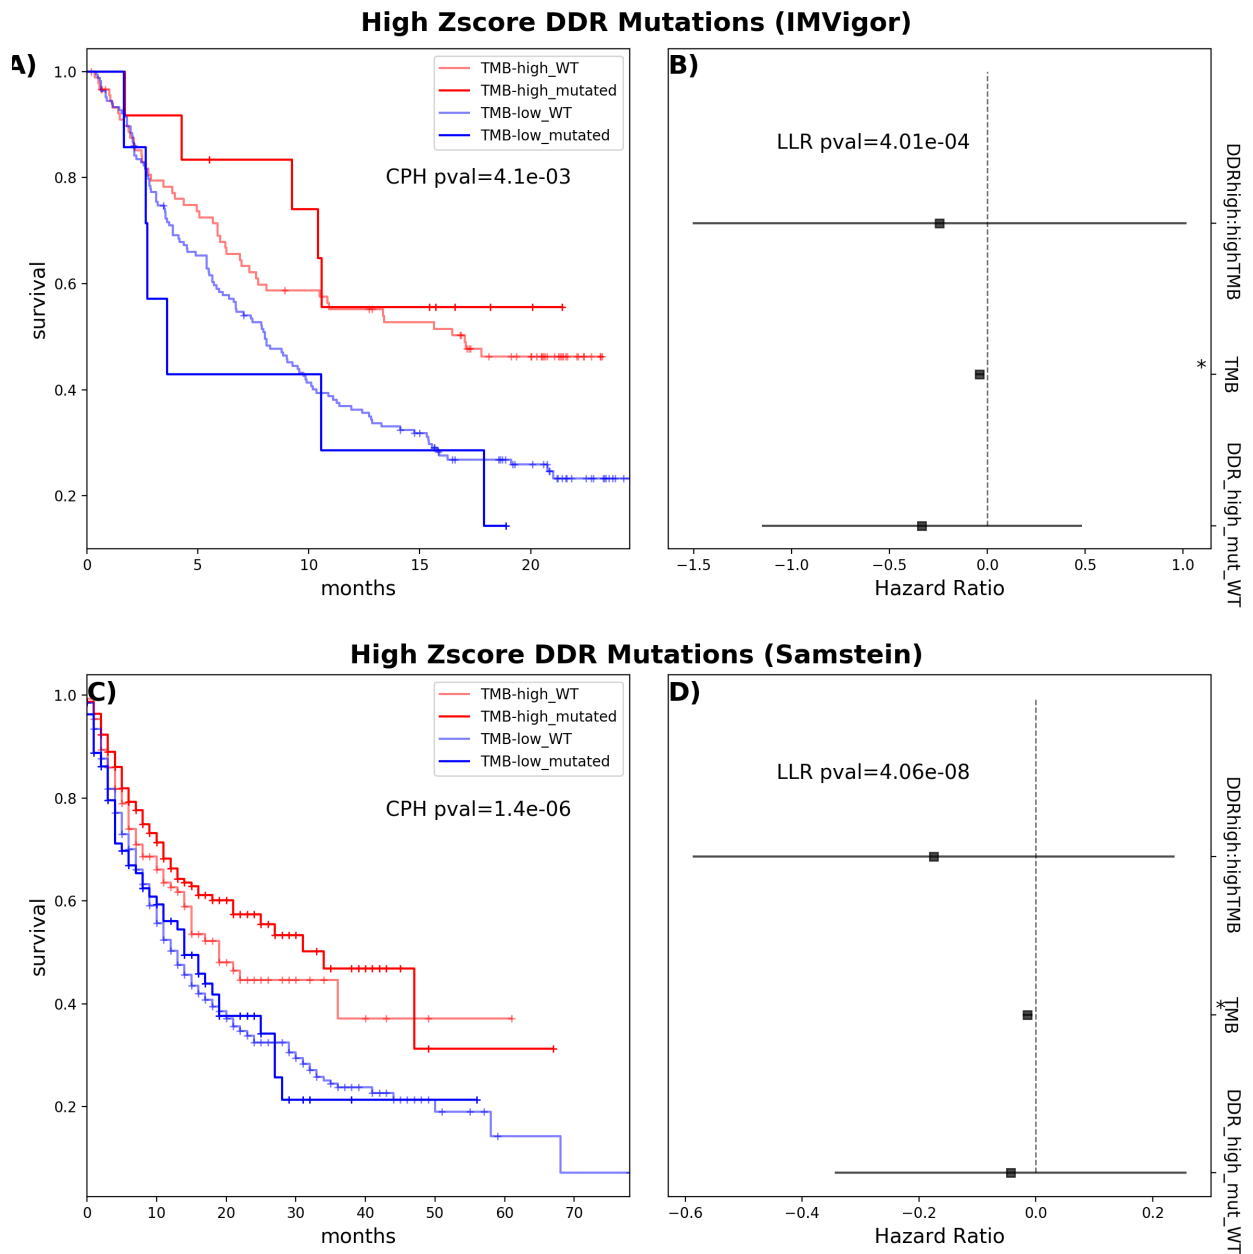 High Zscore DDR Mutations (IMVigor)
A)
TMB-high_WT
TMB-high_mutated
TMB-low_WT
TMB-low_mutated
CPH pval=4.1e-03
1.0
0.8
0.6
0.4
0.2
survival
0
5
10
15
20
months
B)
LLR pval=4.01e-04
DDRhigh:highTMB
* TMB
DDR_high_mut_WT
−1.5
−1.0
−0.5
0.0
0.5
1.0
Hazard Ratio
High Zscore DDR Mutations (Samstein)
C)
TMB-high_WT
TMB-high_mutated
TMB-low_WT
TMB-low_mutated
CPH pval=1.4e-06
1.0
0.8
0.6
0.4
0.2
survival
0
10
20
30
40
50
60
70
months
D)
LLR pval=4.06e-08
DDRhigh:highTMB
* TMB
DDR_high_mut_WT
−0.6
−0.4
−0.2
0.0
0.2
Hazard Ratio